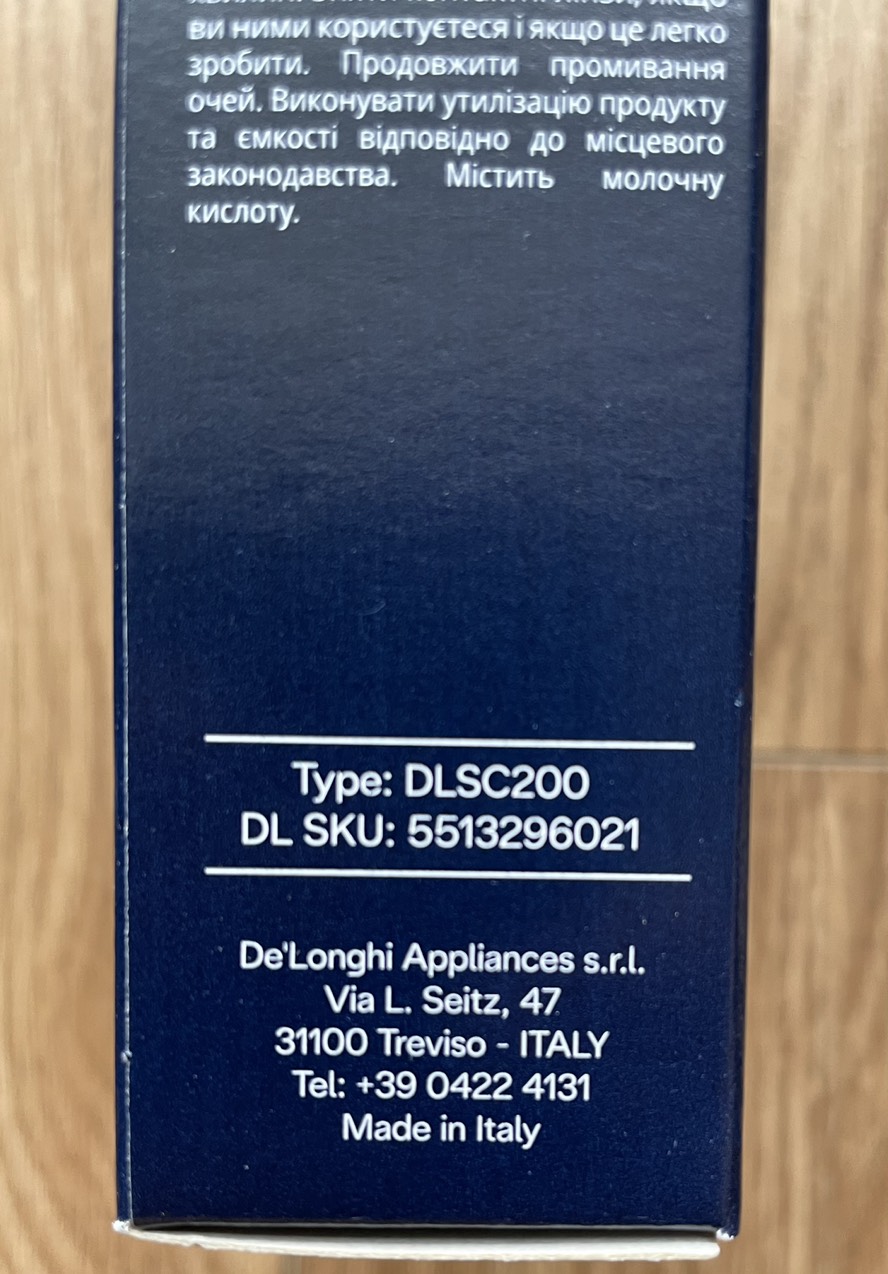 ви ними користуєтеся і якщо це легко
зробити. Продовжити промивання
очей. Виконувати утилізацію продукту
та ємкості відповідно до місцевого
законодавства. Містить молочну
кислоту.
Type: DLSC200
DL SKU: 5513296021
De'Longhi Appliances s.r.l.
Via L. Seitz, 47
31100 Treviso - ITALY
Tel: +39 0422 4131
Made in Italy